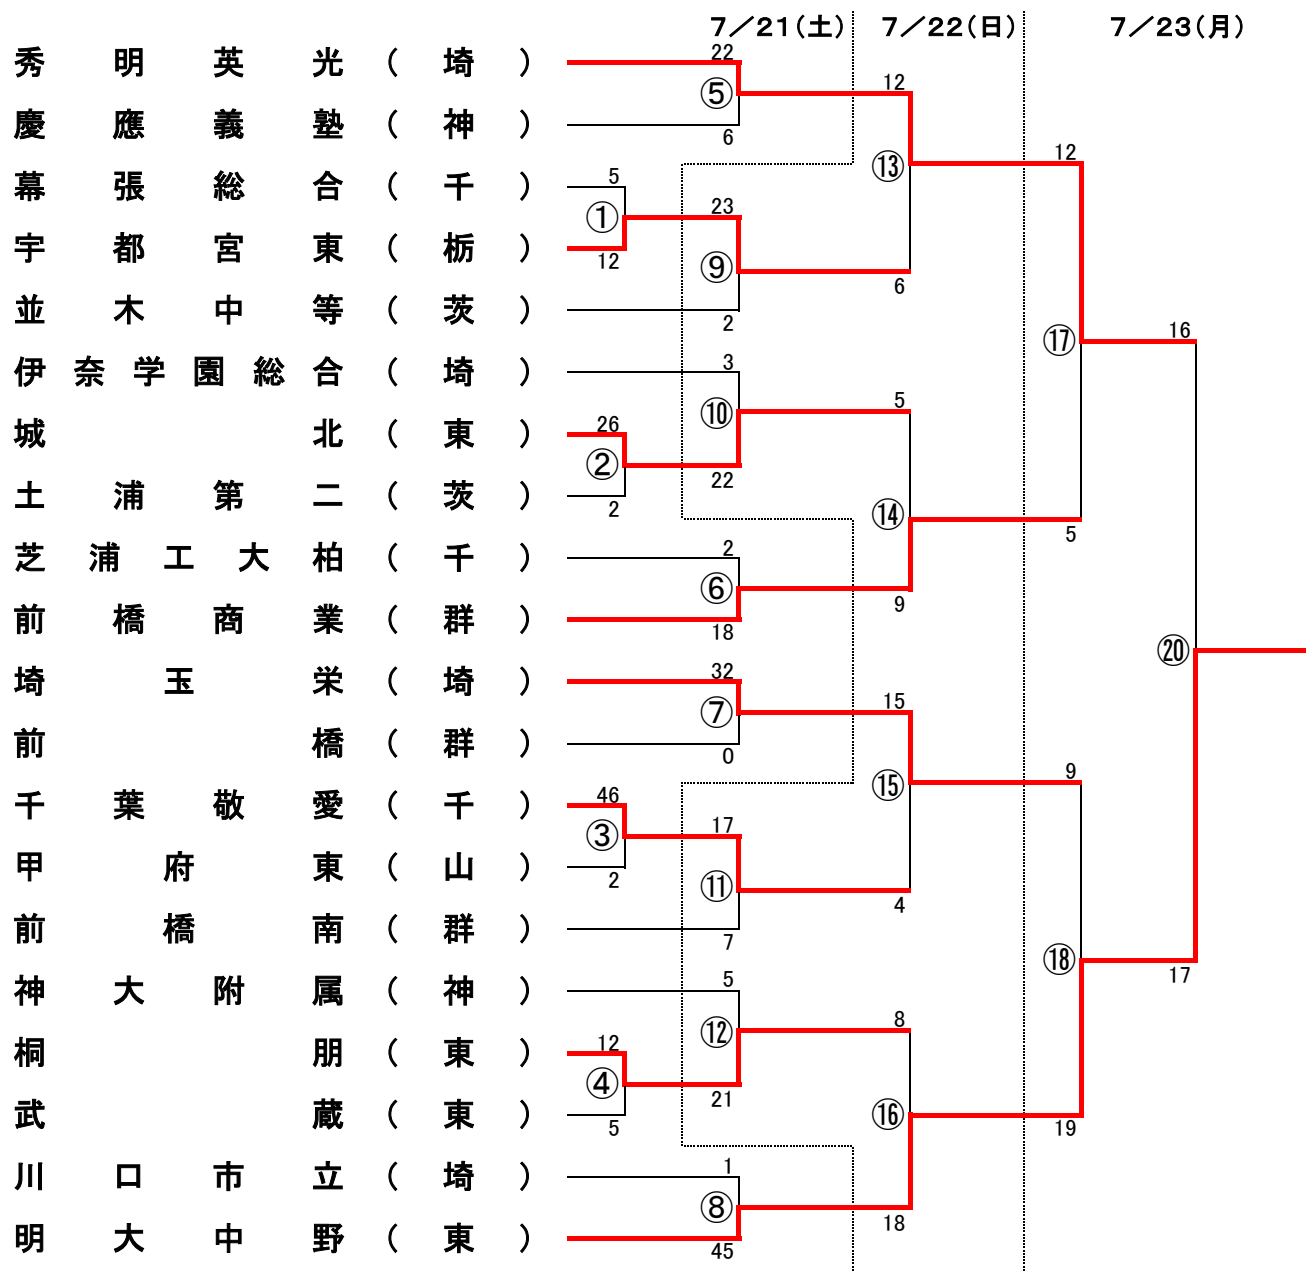 7／21(土) 7／22(日) 7／23(月)
秀明英光(埼) 22
⑤ 12
慶應義塾(神) 6
⑬ 12
幕張総合(千) 5
① 23
宇都宮東(栃) 12
⑨ 6
並木中等(茨) 2
⑰ 16
伊奈学園総合(埼) 3
⑩ 5
城北(東) 26
② 22
土浦第二(茨) 2
⑭ 5
芝浦工大柏(千) 2
⑥ 9
前橋商業(群) 18
⑳
埼玉栄(埼) 32
⑦ 15
前橋(群) 0
⑮ 9
千葉敬愛(千) 46
③ 17
甲府東(山) 2
⑪ 4
前橋南(群) 7
⑱ 17
神大附属(神) 5
⑫ 8
桐朋(東) 12
④ 21
武蔵(東) 5
⑯ 19
川口市立(埼) 1
⑧ 18
明大中野(東) 45